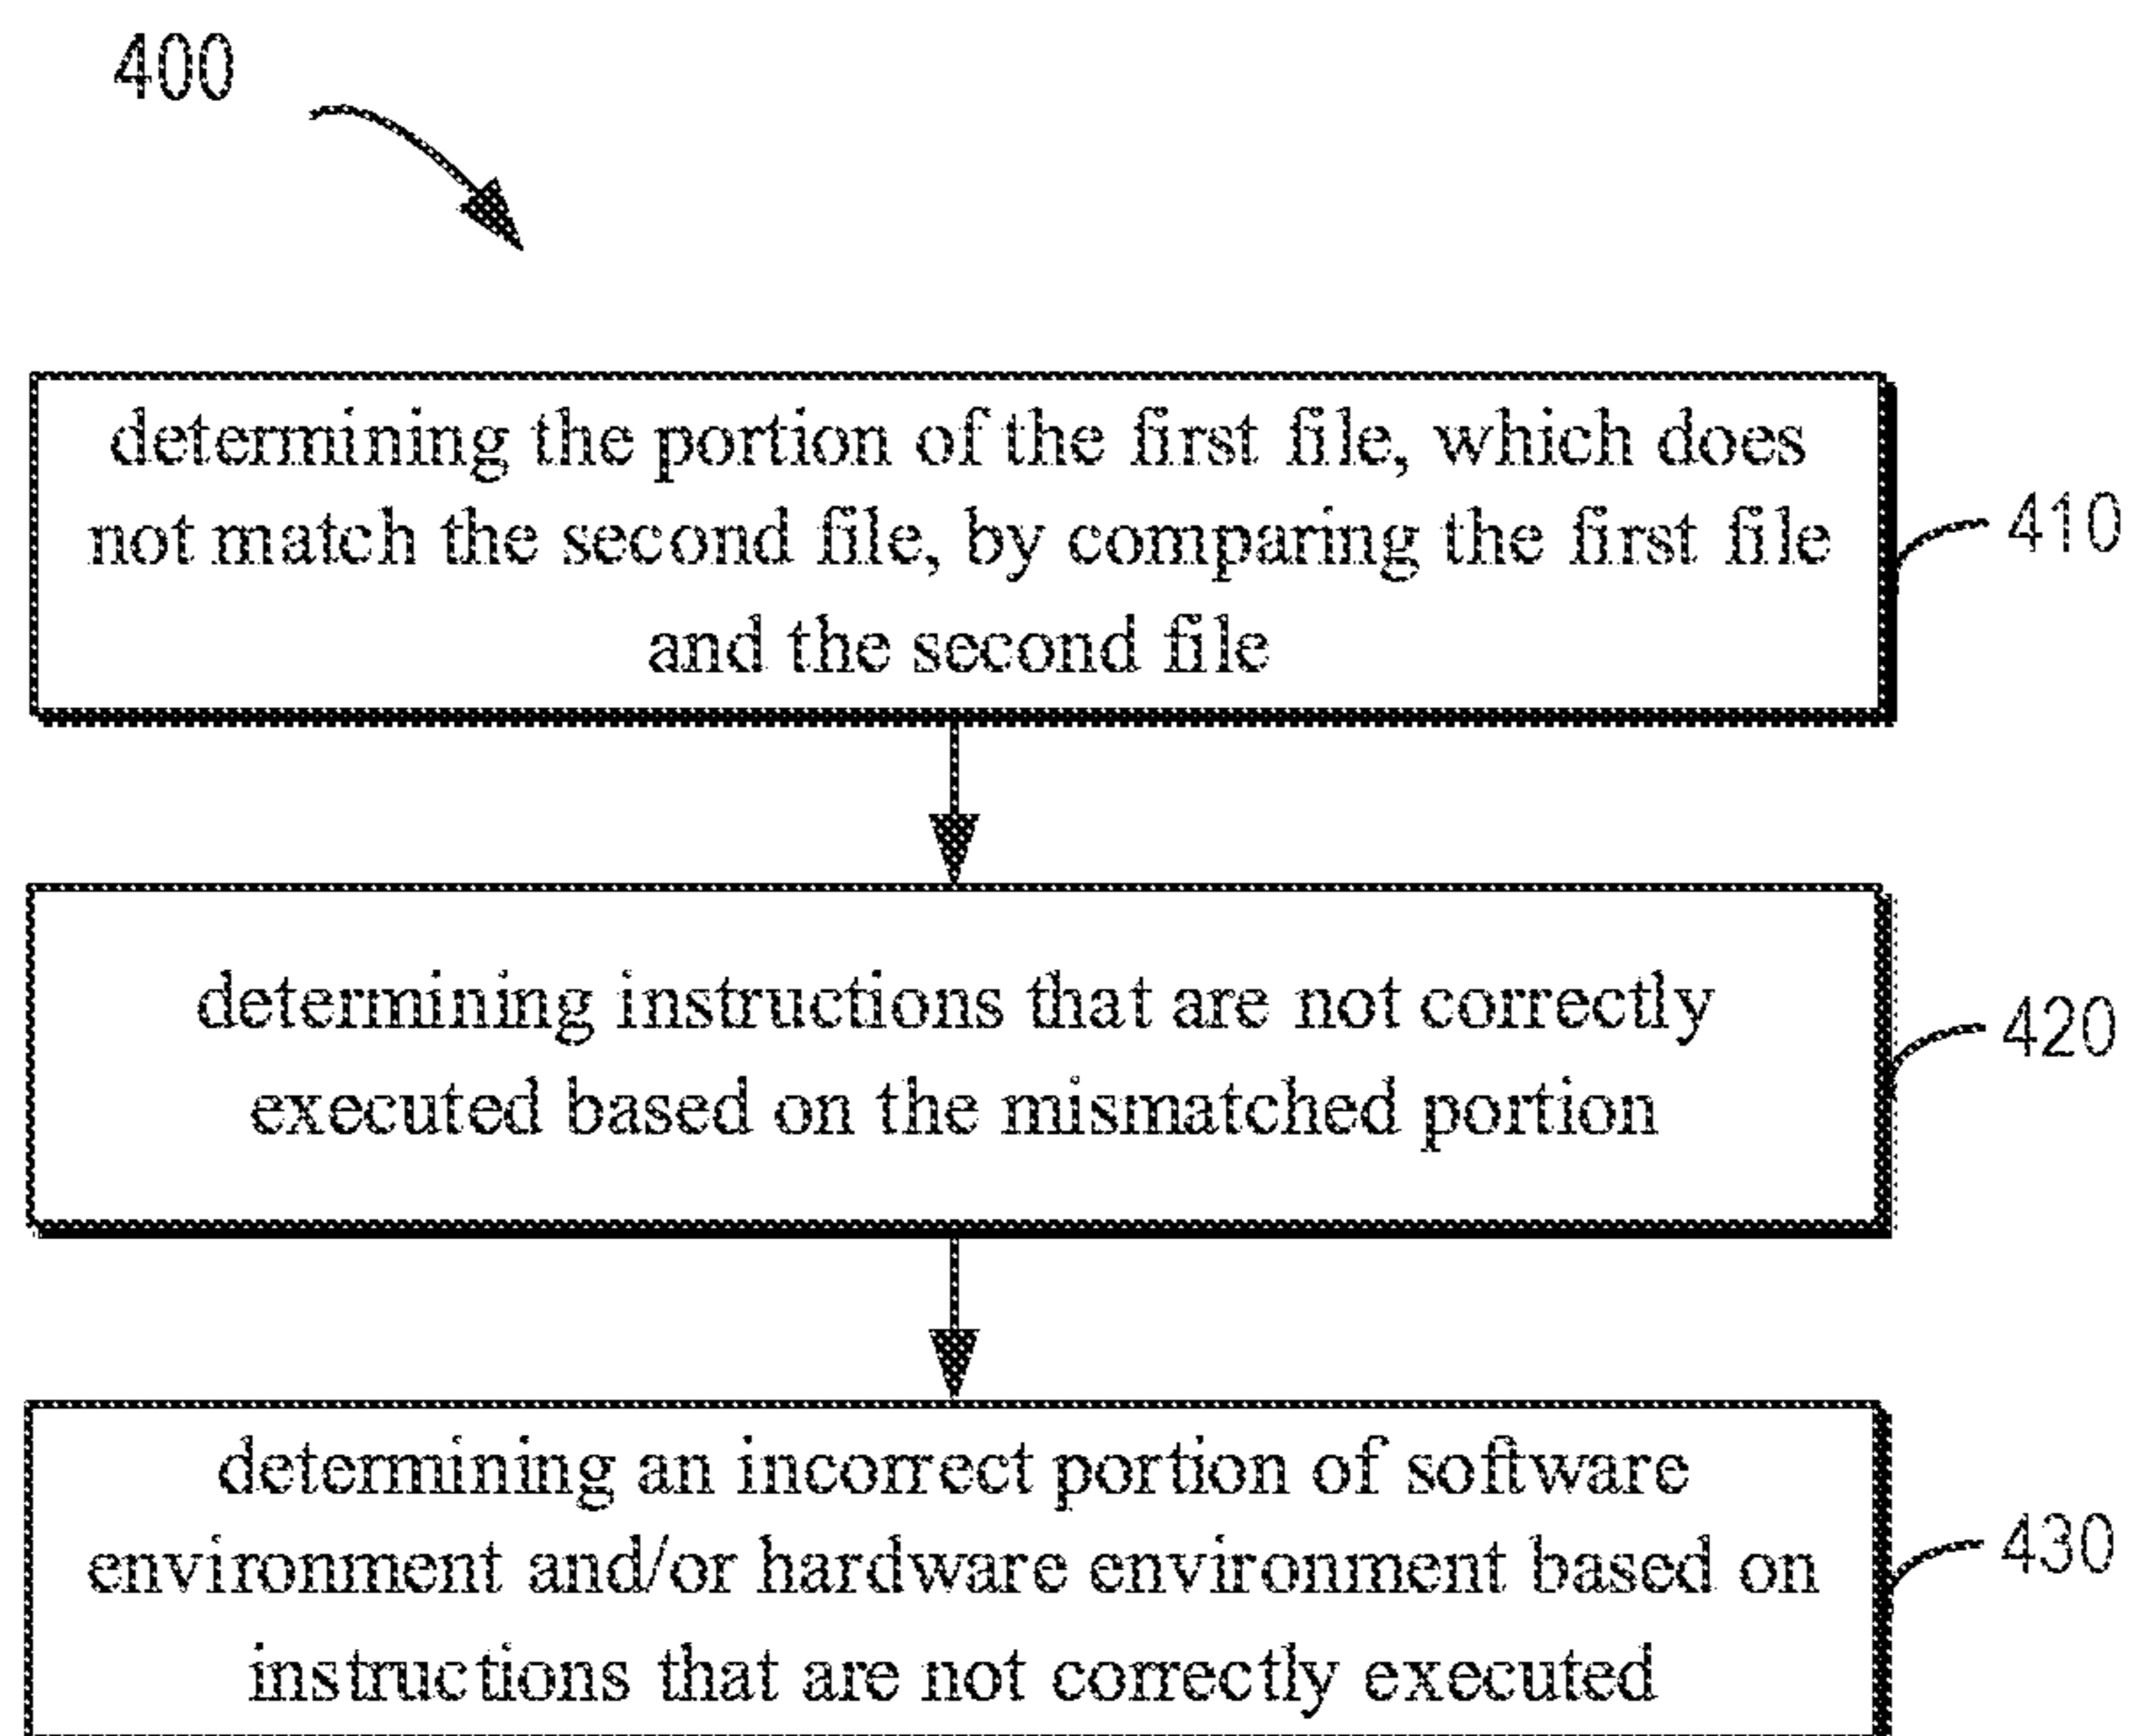 400
determining the portion of the first file, which does
not match the second file, by comparing the first file
and the second file
410
determining instructions that are not correctly
executed based on the mismatched portion
420
determining an incorrect portion of software
environment and/or hardware environment based on
instructions that are not correctly executed
430